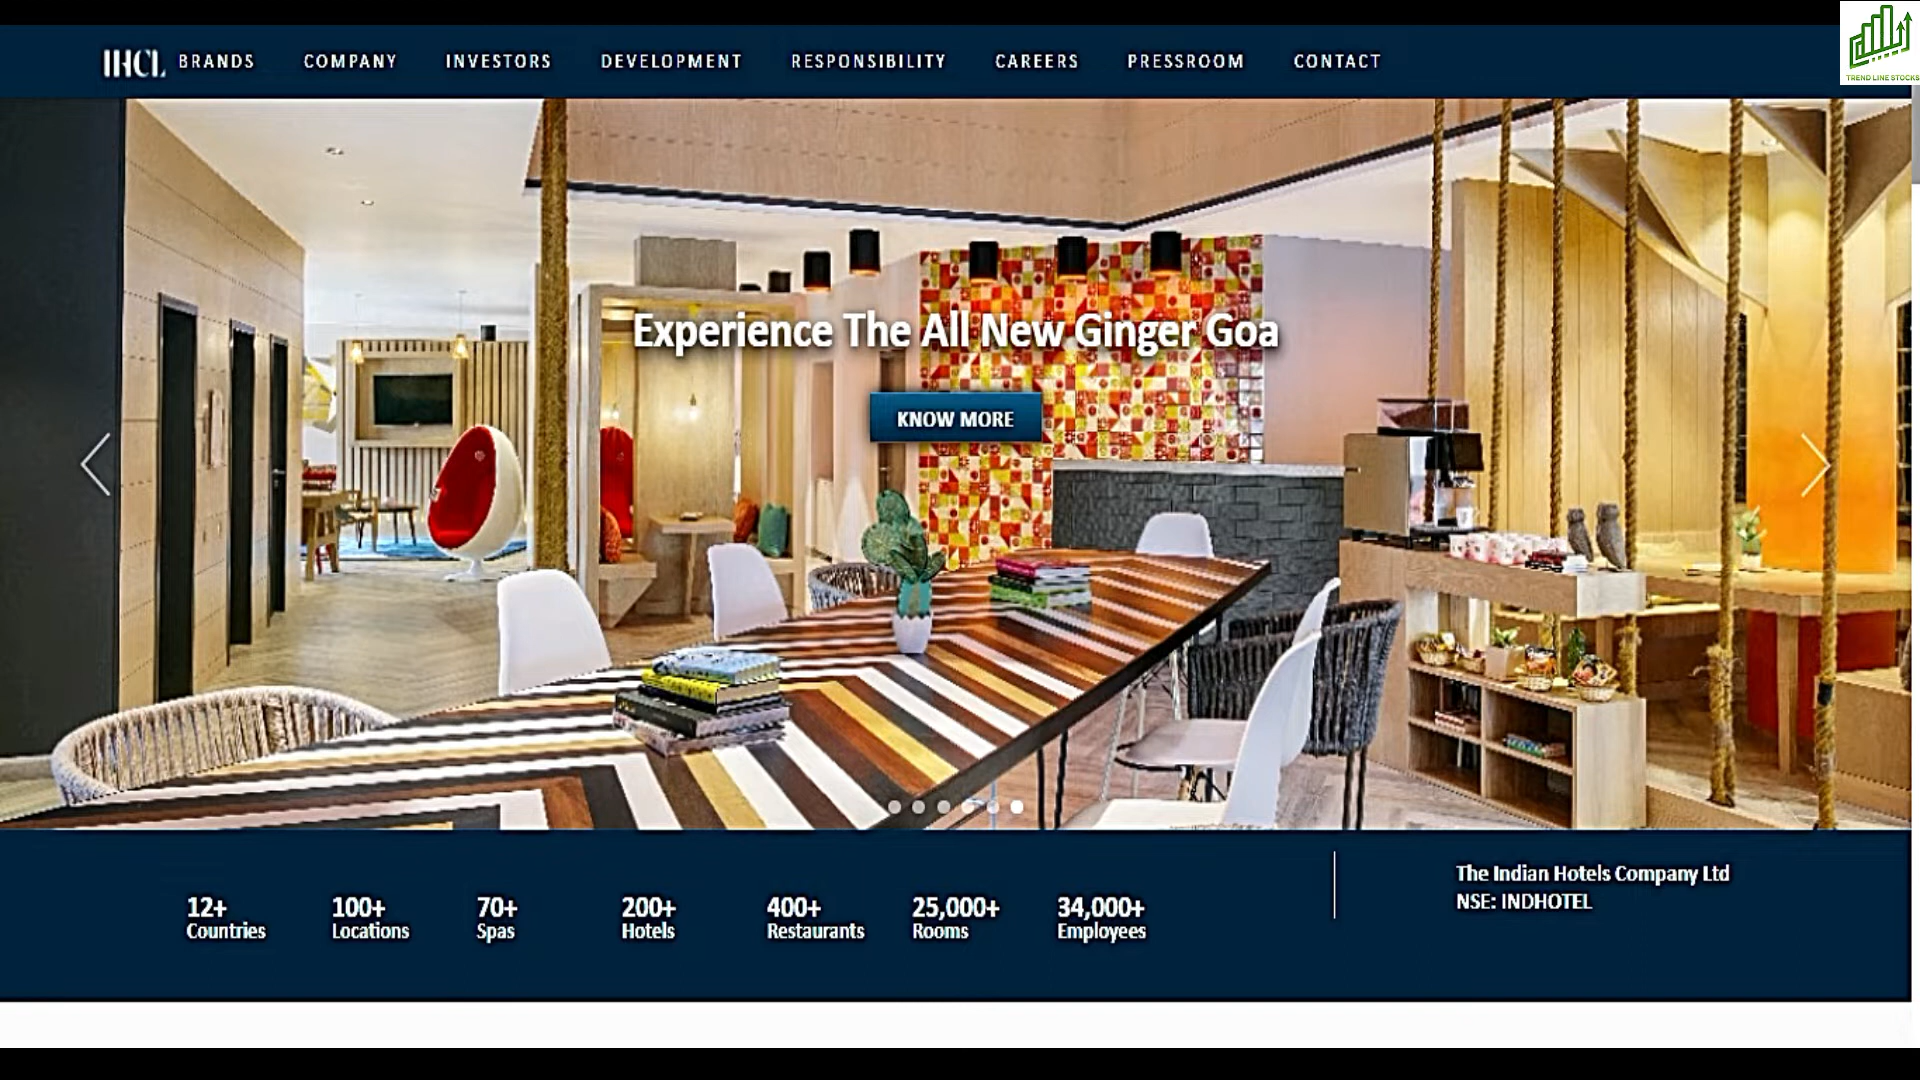 IHCL BRANDS COMPANY INVESTORS DEVELOPMENT RESPONSIBILITY CAREERS PRESSROOM CONTACT
TREND LINE STOCKS
Experience The All New Ginger Goa
KNOW MORE
The Indian Hotels Company Ltd
NSE: INDHOTEL
12+ 100+ 70+ 200+ 400+ 25,000+ 34,000+
Countries Locations Spas Hotels Restaurants Rooms Employees